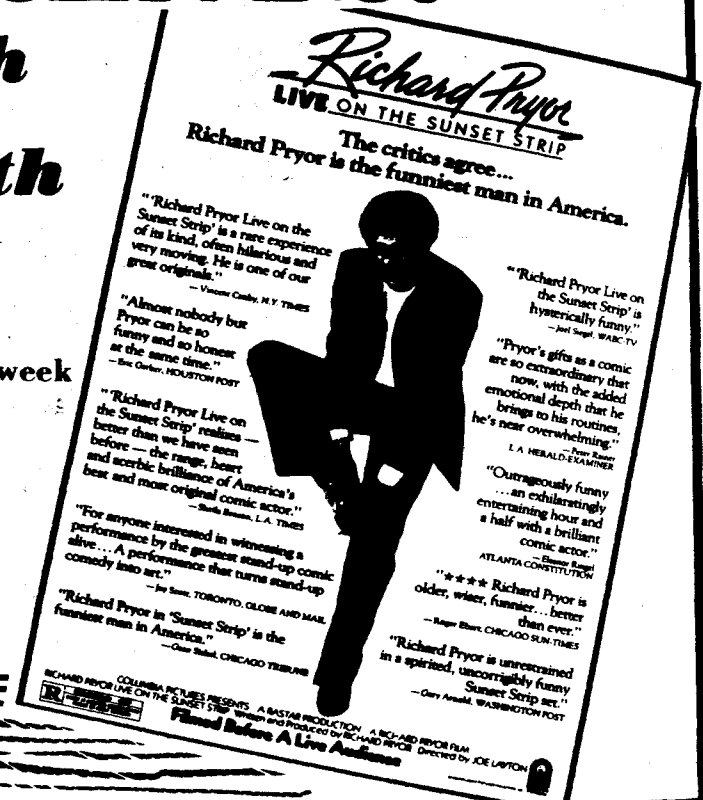 h
th
week
Richard Pryor
LIVE ON THE SUNSET STRIP
The critics agree...
Richard Pryor is the funniest man in America.
"'Richard Pryor Live on the
Sunset Strip' is a rare experience
of its kind, often hilarious and
very moving. He is one of our
great originals."
— Vincent Canby, N.Y. TIMES
"Almost nobody but
Pryor can be so
funny and so honest
at the same time."
— Eric Gerber, HOUSTON POST
"'Richard Pryor Live on
the Sunset Strip' realizes —
better than we have seen
before — the range, heart
and acerbic brilliance of America's
best and most original comic actor."
— Sheila Benson, L.A. TIMES
"For anyone interested in witnessing a
performance by the greatest stand-up comic
alive... A performance that turns stand-up
comedy into art."
— Jay Scott, TORONTO, GLOBE AND MAIL
"Richard Pryor in 'Sunset Strip' is the
funniest man in America."
— Gene Siskel, CHICAGO TRIBUNE
"'Richard Pryor Live on
the Sunset Strip' is
hysterically funny."
— Joel Siegel, WABC-TV
"Pryor's gifts as a comic
are so extraordinary that
now, with the added
emotional depth that he
brings to his routines,
he's near overwhelming."
— Peter Rainer
L.A. HERALD-EXAMINER
"Outrageously funny
...an exhilaratingly
entertaining hour and
a half with a brilliant
comic actor."
— Eleanor Ringel
ATLANTA CONSTITUTION
"★★★★ Richard Pryor is
older, wiser, funnier... better
than ever."
— Roger Ebert, CHICAGO SUN-TIMES
"Richard Pryor is unrestrained
in a spirited, uncorrigibly funny
Sunset Strip set."
— Gary Arnold, WASHINGTON POST
COLUMBIA PICTURES PRESENTS A RASTAR PRODUCTION A RICHARD PRYOR FILM
RICHARD PRYOR LIVE ON THE SUNSET STRIP Written and Produced by RICHARD PRYOR Directed by JOE LAYTON
R
Filmed Before A Live Audience